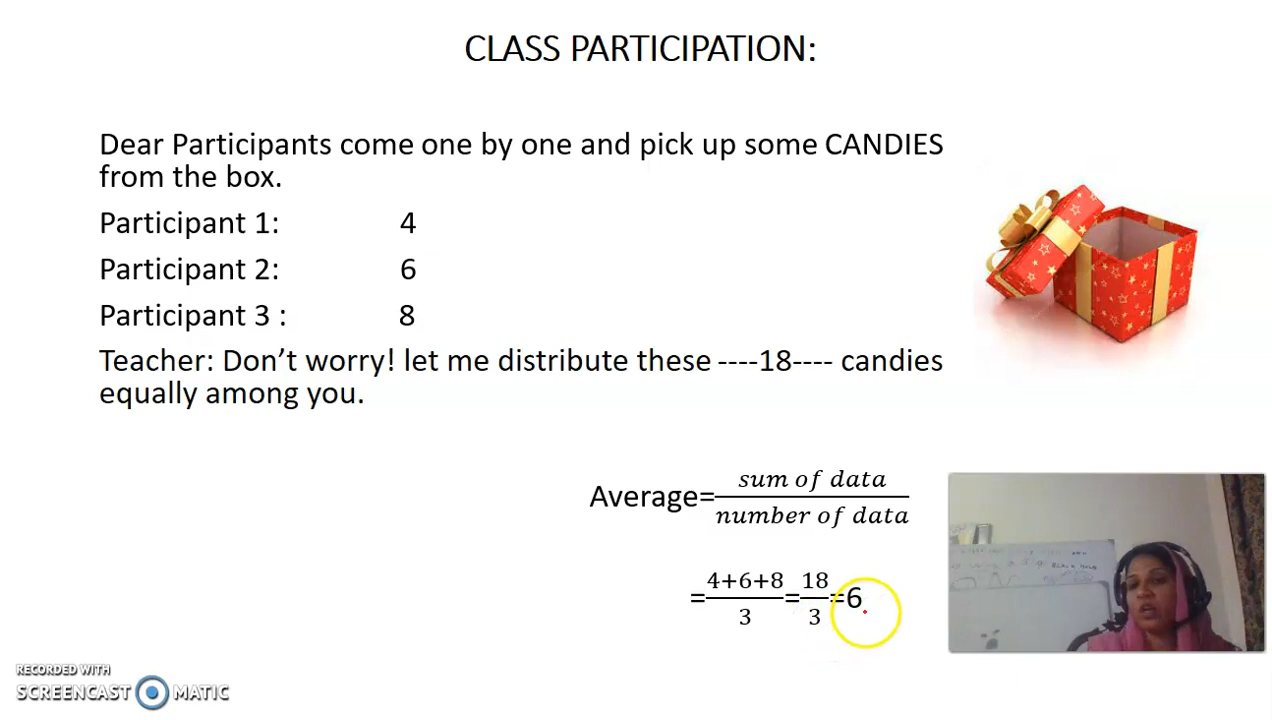 CLASS PARTICIPATION:
Dear Participants come one by one and pick up some CANDIES
from the box.
Participant 1: 4
Participant 2: 6
Participant 3 : 8
Teacher: Don’t worry! let me distribute these ----18---- candies
equally among you.
Average=sum of data/number of data
=4+6+8/3=18/3=6
RECORDED WITH
SCREENCAST MATIC